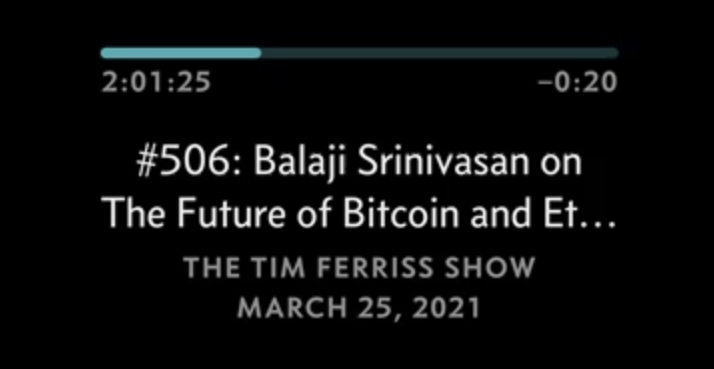 2:01:25 –0:20
#506: Balaji Srinivasan on
The Future of Bitcoin and Et...
THE TIM FERRISS SHOW
MARCH 25, 2021